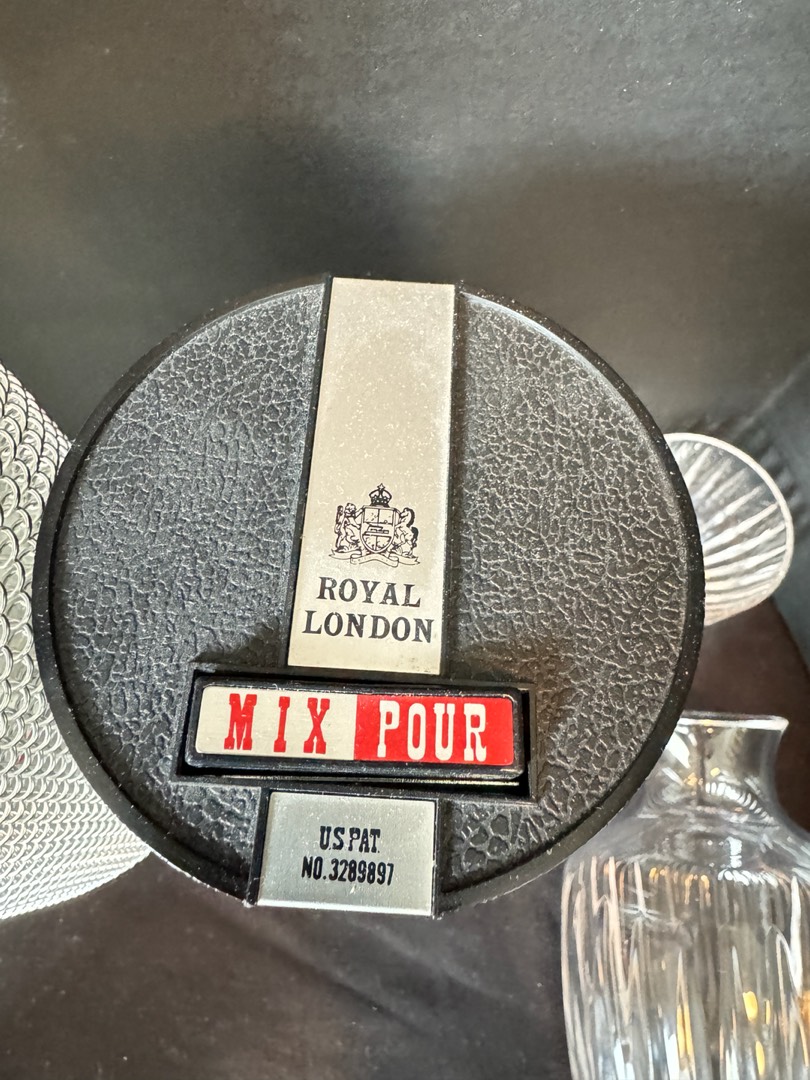 ROYAL
LONDON
MIX POUR
U.S. PAT.
NO. 3289897